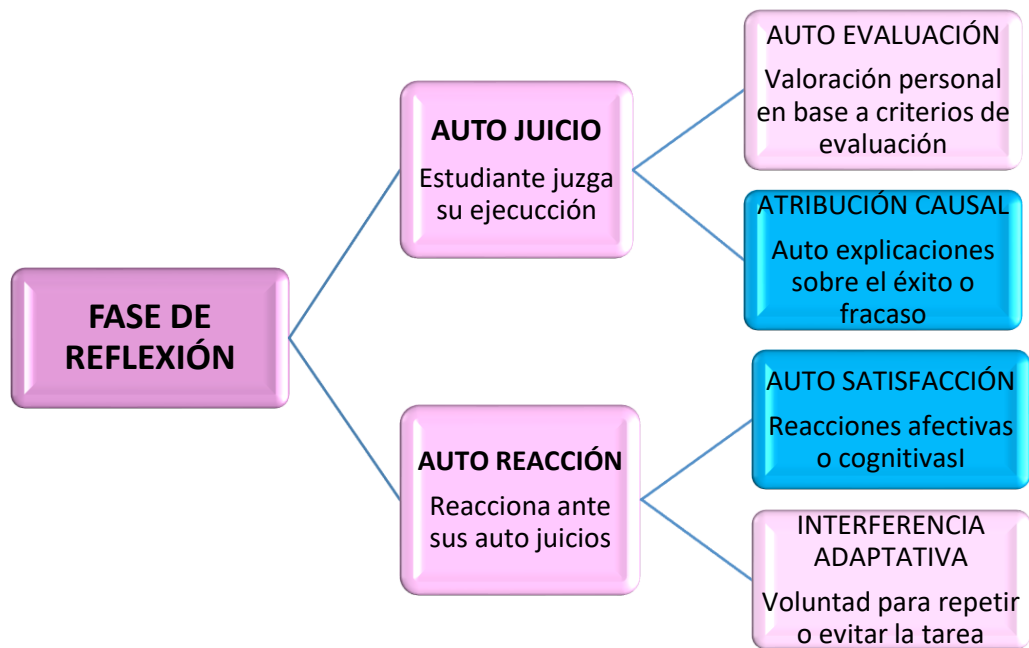 FASE DE
REFLEXIÓN
AUTO JUICIO
Estudiante juzga
su ejecucción
AUTO EVALUACIÓN
Valoración personal
en base a criterios de
evaluación
ATRIBUCIÓN CAUSAL
Auto explicaciones
sobre el éxito o
fracaso
AUTO REACCIÓN
Reacciona ante
sus auto juicios
AUTO SATISFACCIÓN
Reacciones afectivas
o cognitivasl
INTERFERENCIA
ADAPTATIVA
Voluntad para repetir
o evitar la tarea